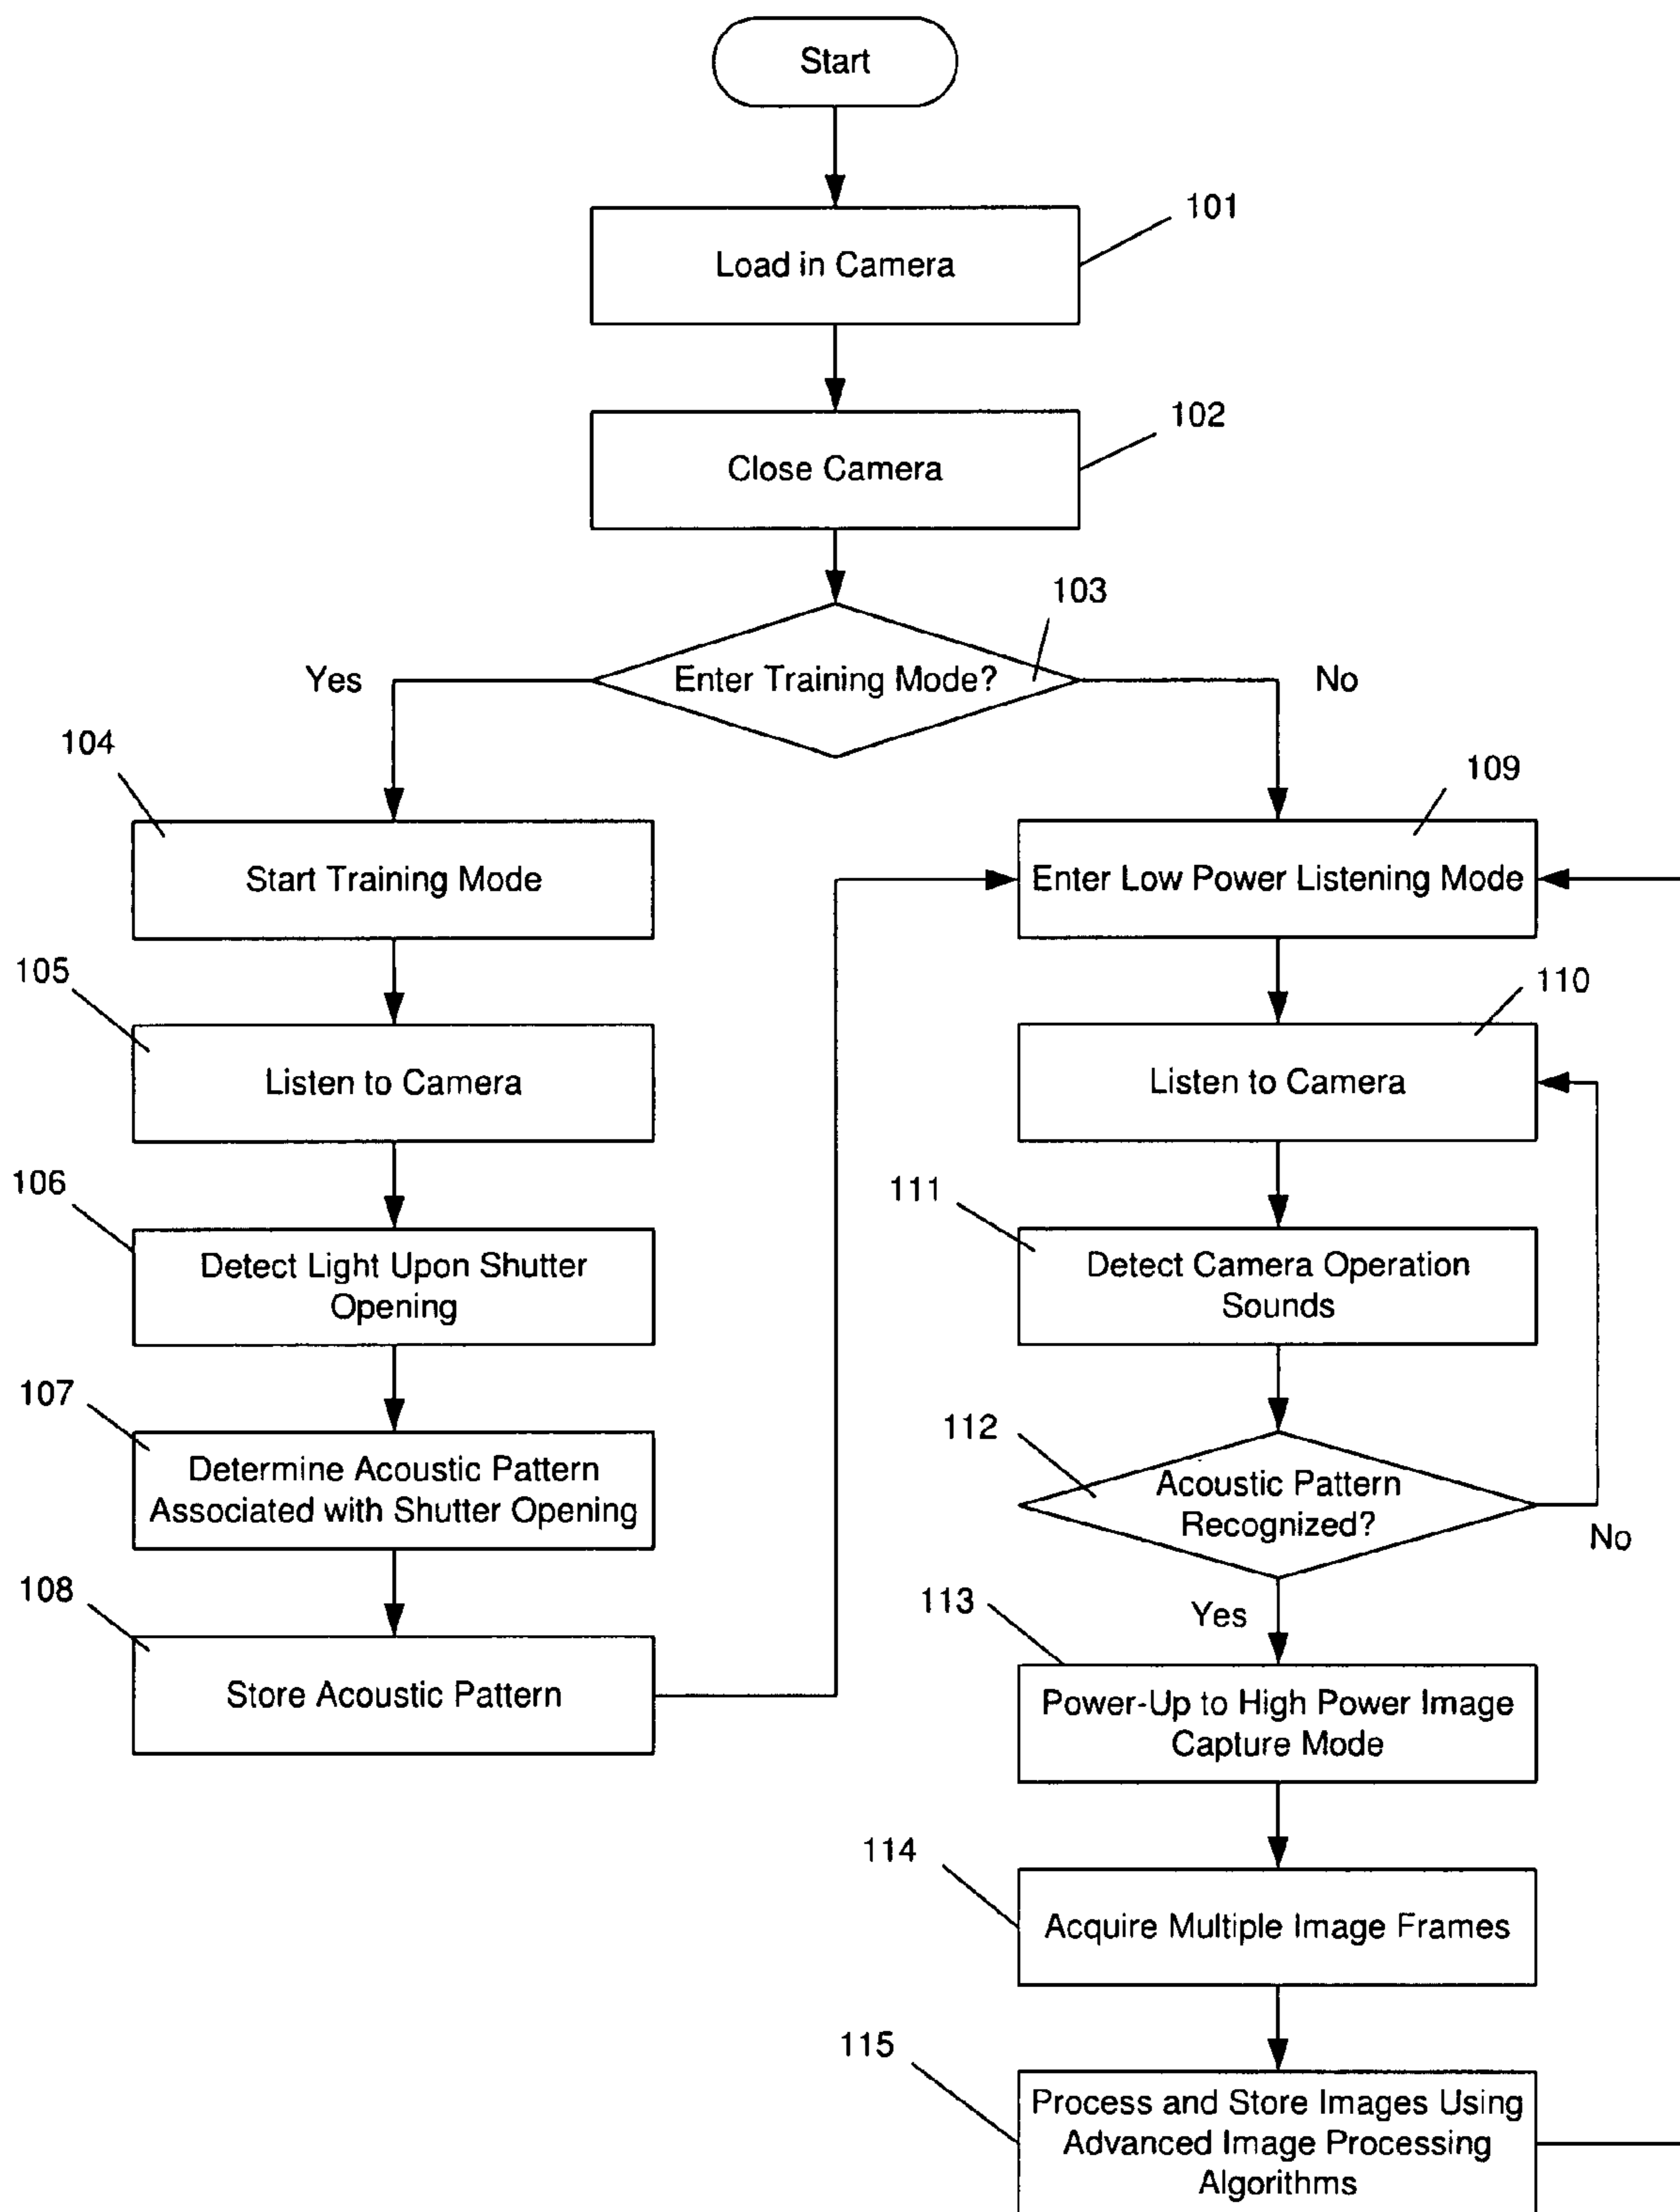 Start
101
Load in Camera
102
Close Camera
103
Yes
Enter Training Mode?
No
104
Start Training Mode
109
Enter Low Power Listening Mode
105
Listen to Camera
110
Listen to Camera
106
Detect Light Upon Shutter
Opening
111
Detect Camera Operation
Sounds
107
Determine Acoustic Pattern
Associated with Shutter Opening
112
Acoustic Pattern
Recognized?
No
108
Store Acoustic Pattern
Yes
113
Power-Up to High Power Image
Capture Mode
114
Acquire Multiple Image Frames
115
Process and Store Images Using
Advanced Image Processing
Algorithms